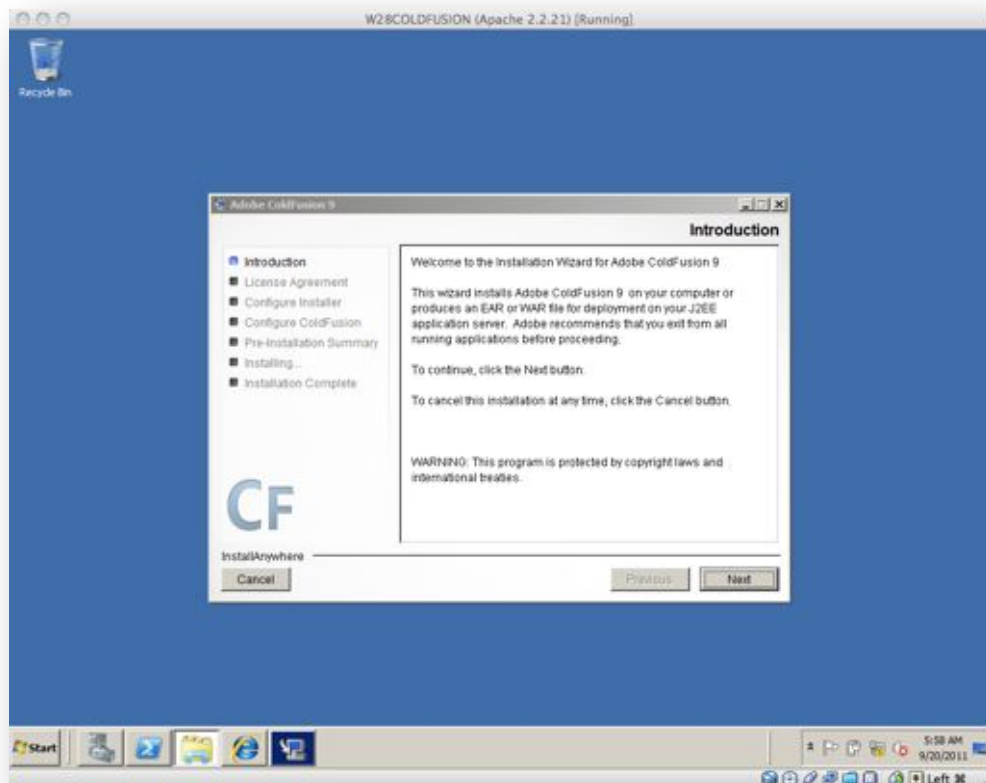 W28COLDFUSION (Apache 2.2.21) [Running]
Recycle Bin
Adobe ColdFusion 9
Introduction
Introduction
License Agreement
Configure Installer
Configure ColdFusion
Pre-Installation Summary
Installing...
Installation Complete
Welcome to the Installation Wizard for Adobe ColdFusion 9
This wizard installs Adobe ColdFusion 9 on your computer or
produces an EAR or WAR file for deployment on your J2EE
application server. Adobe recommends that you exit from all
running applications before proceeding.
To continue, click the Next button.
To cancel this installation at any time, click the Cancel button.
WARNING: This program is protected by copyright laws and
international treaties.
CF
InstallAnywhere
Cancel
Previous
Next
Start
5:58 AM
9/20/2011
Left ⌘